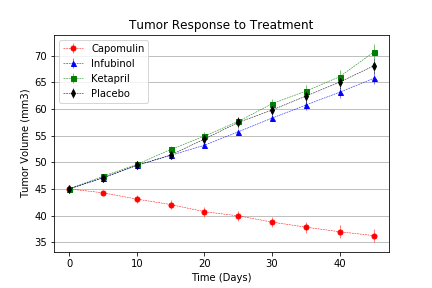 Tumor Response to Treatment
Capomulin
Infubinol
Ketapril
Placebo
Tumor Volume (mm3)
70
65
60
55
50
45
40
35
0
10
20
30
40
Time (Days)